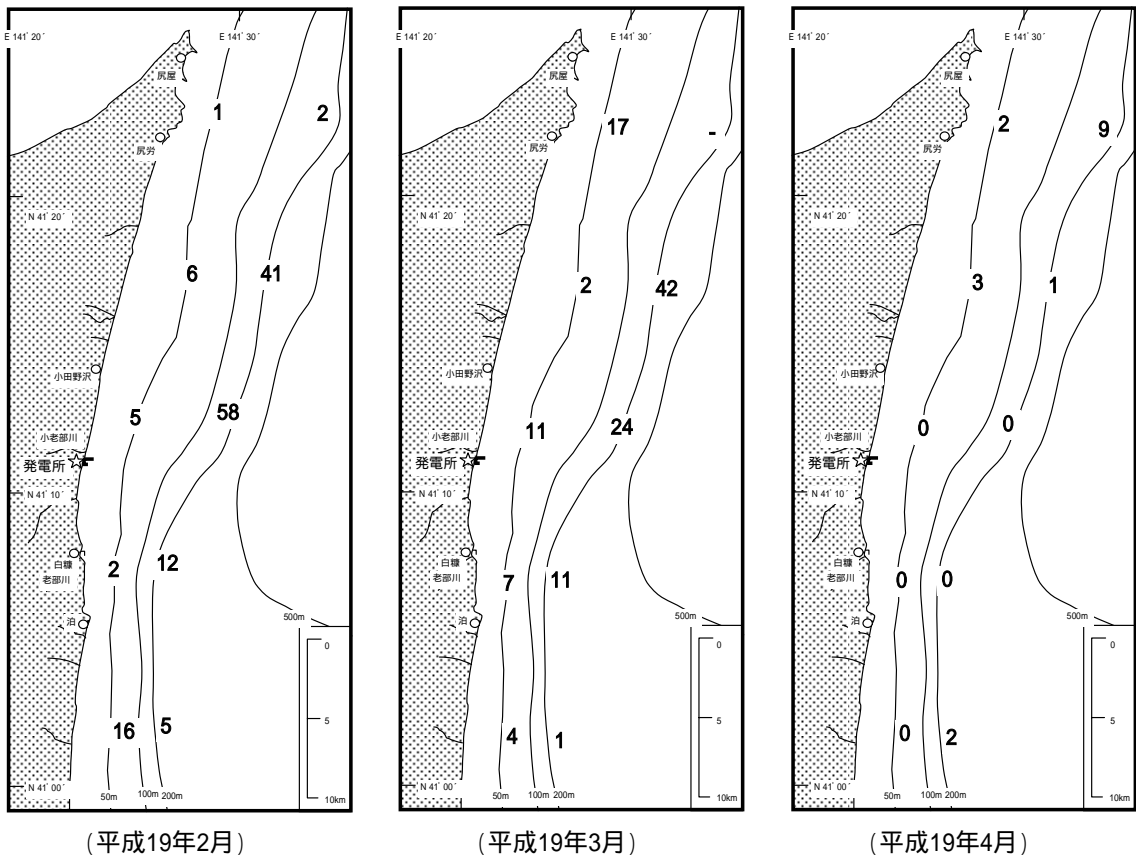 E 141°20′ E 141°30′
尻屋
1 2
尻労
N 41°20′
6 41
小田野沢
5 58
小老部川
発電所
N 41°10′
2 12
白糠
老部川
泊
500m
0
16 5
5
N 41°00′
50m 100m 200m
10km
(平成19年2月)
E 141°20′ E 141°30′
尻屋
17 -
尻労
N 41°20′
2 42
小田野沢
11 24
小老部川
発電所
N 41°10′
7 11
白糠
老部川
泊
500m
0
4 1
5
N 41°00′
50m 100m 200m
10km
(平成19年3月)
E 141°20′ E 141°30′
尻屋
2 9
尻労
N 41°20′
3 1
小田野沢
0 0
小老部川
発電所
N 41°10′
0 0
白糠
老部川
泊
500m
0
0 2
5
N 41°00′
50m 100m 200m
10km
(平成19年4月)